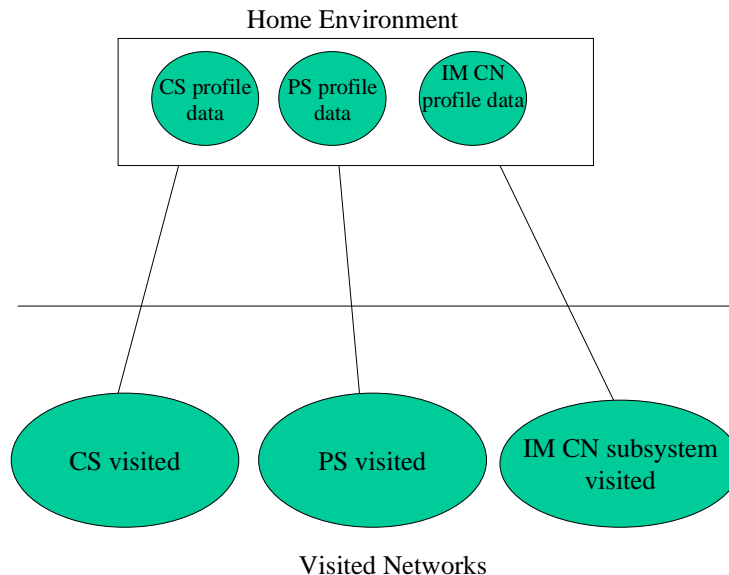 Home Environment
CS profile
data
PS profile
data
IM CN
profile data
CS visited
PS visited
IM CN subsystem
visited
Visited Networks